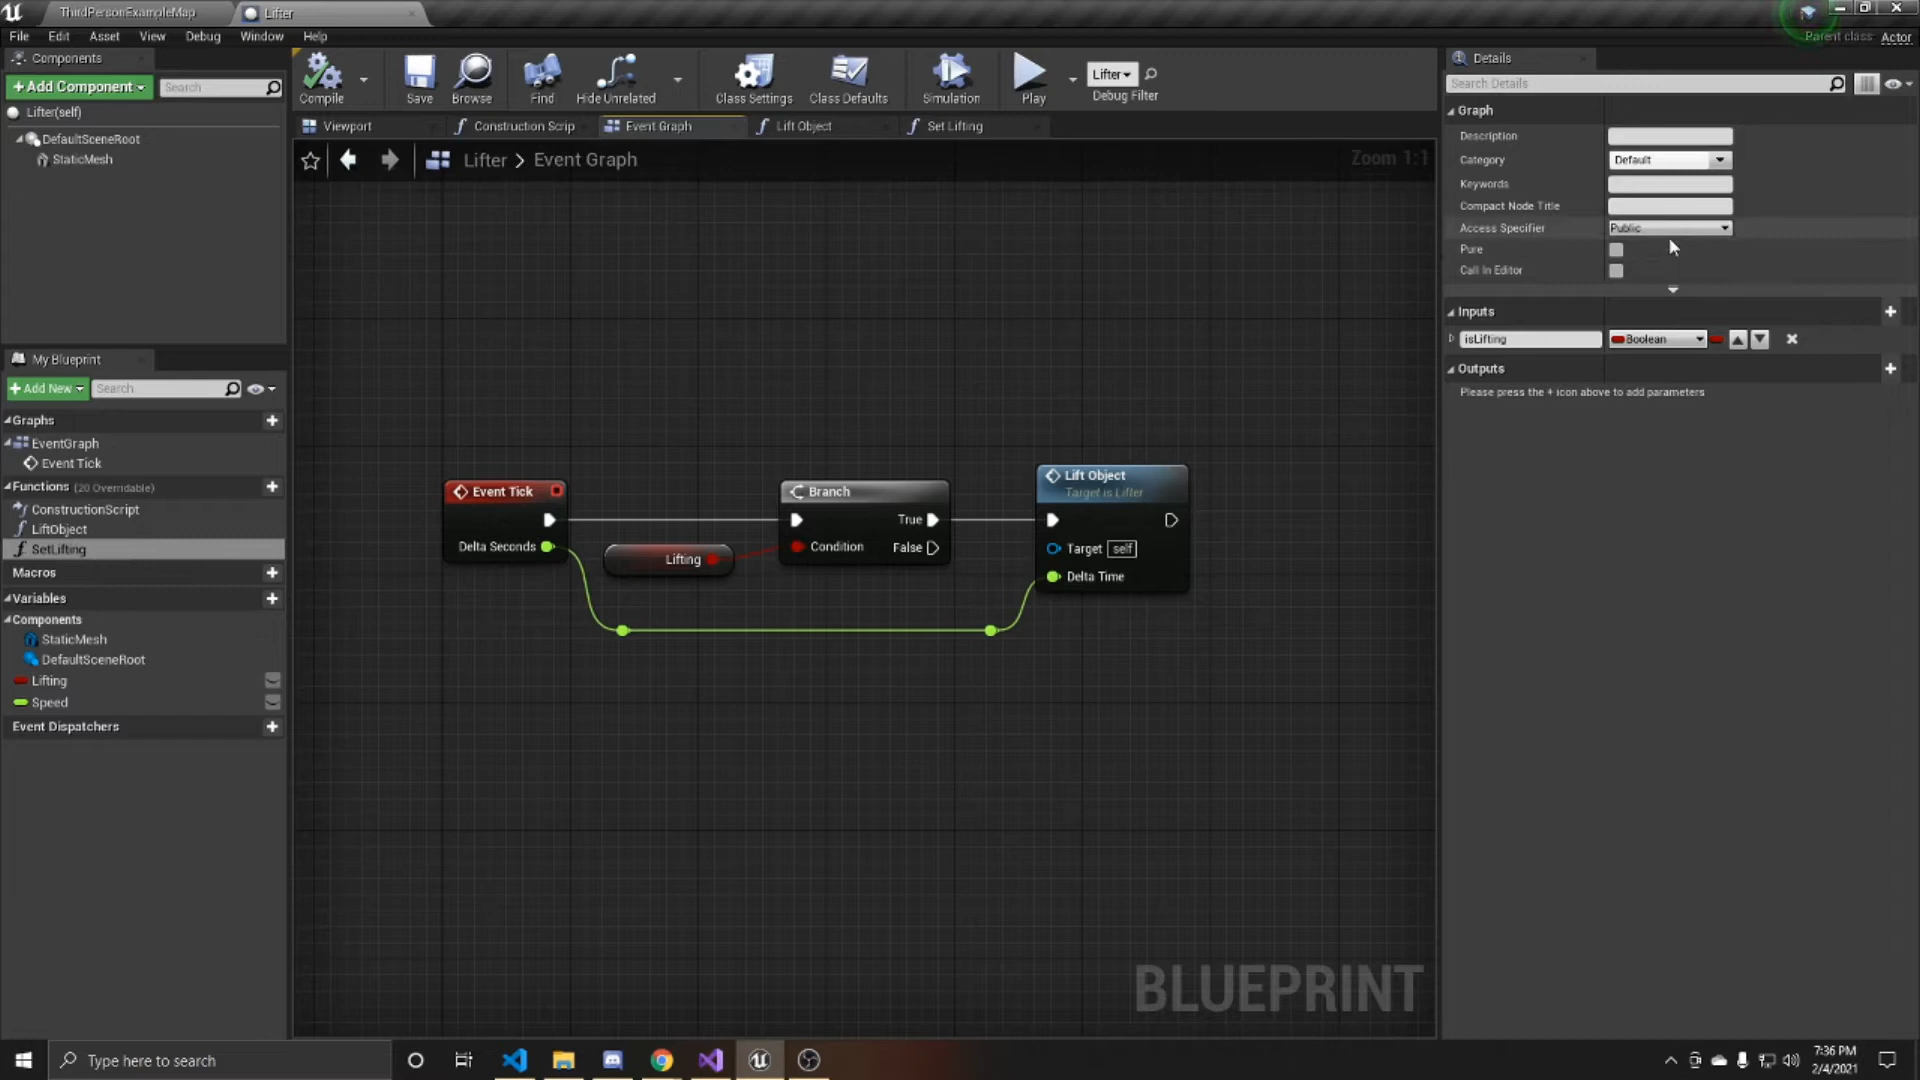 ThirdPersonExampleMap
Lifter
File Edit Asset View Debug Window Help
Parent class: Actor
Components
+Add Component
Search
Lifter(self)
DefaultSceneRoot
StaticMesh
Compile
Save
Browse
Find
Hide Unrelated
Class Settings
Class Defaults
Simulation
Play
Lifter
Debug Filter
Viewport
Construction Scrip
Event Graph
Lift Object
Set Lifting
Lifter > Event Graph
Zoom 1:1
Event Tick
Delta Seconds
Lifting
Branch
True
Condition
False
Lift Object
Target is Lifter
Target self
Delta Time
BLUEPRINT
My Blueprint
+Add New
Search
Graphs
EventGraph
Event Tick
Functions (20 Overridable)
ConstructionScript
LiftObject
SetLifting
Macros
Variables
Components
StaticMesh
DefaultSceneRoot
Lifting
Speed
Event Dispatchers
Details
Search Details
Graph
Description
Category Default
Keywords
Compact Node Title
Access Specifier Public
Pure
Call In Editor
Inputs
isLifting Boolean
Outputs
Please press the + icon above to add parameters
Type here to search
7:36 PM
2/4/2021